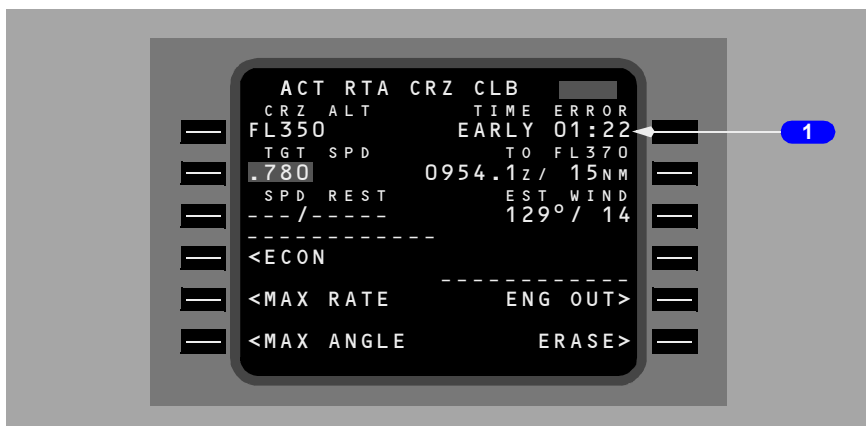 ACT RTA CRZ CLB
CRZ ALT TIME ERROR
FL350 EARLY 01:22
TGT SPD TO FL370
.780 0954.1Z/ 15NM
SPD REST EST WIND
---/----- 129°/ 14
------------
<ECON
------------
<MAX RATE ENG OUT>
<MAX ANGLE ERASE>
1